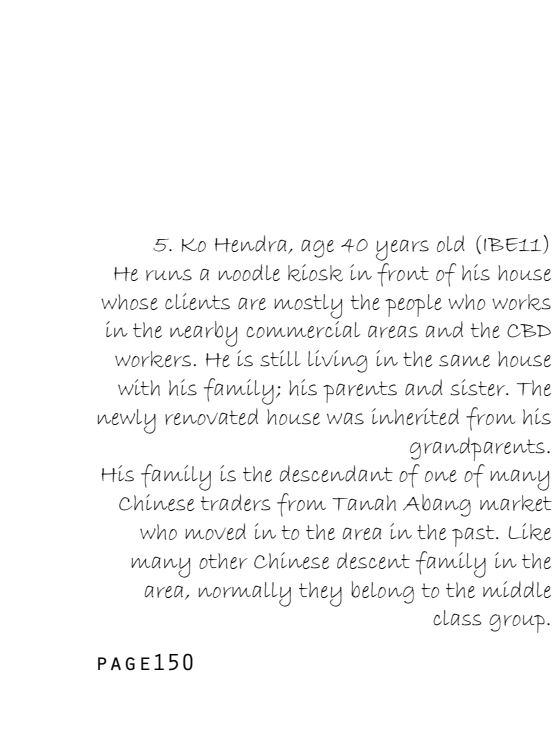 5. Ko Hendra, age 40 years old (IBE11)
He runs a noodle kiosk in front of his house
whose clients are mostly the people who works
in the nearby commercial areas and the CBD
workers. He is still living in the same house
with his family; his parents and sister. The
newly renovated house was inherited from his
grandparents.
His family is the descendant of one of many
Chinese traders from Tanah Abang market
who moved in to the area in the past. Like
many other Chinese descent family in the
area, normally they belong to the middle
class group.
PAGE150